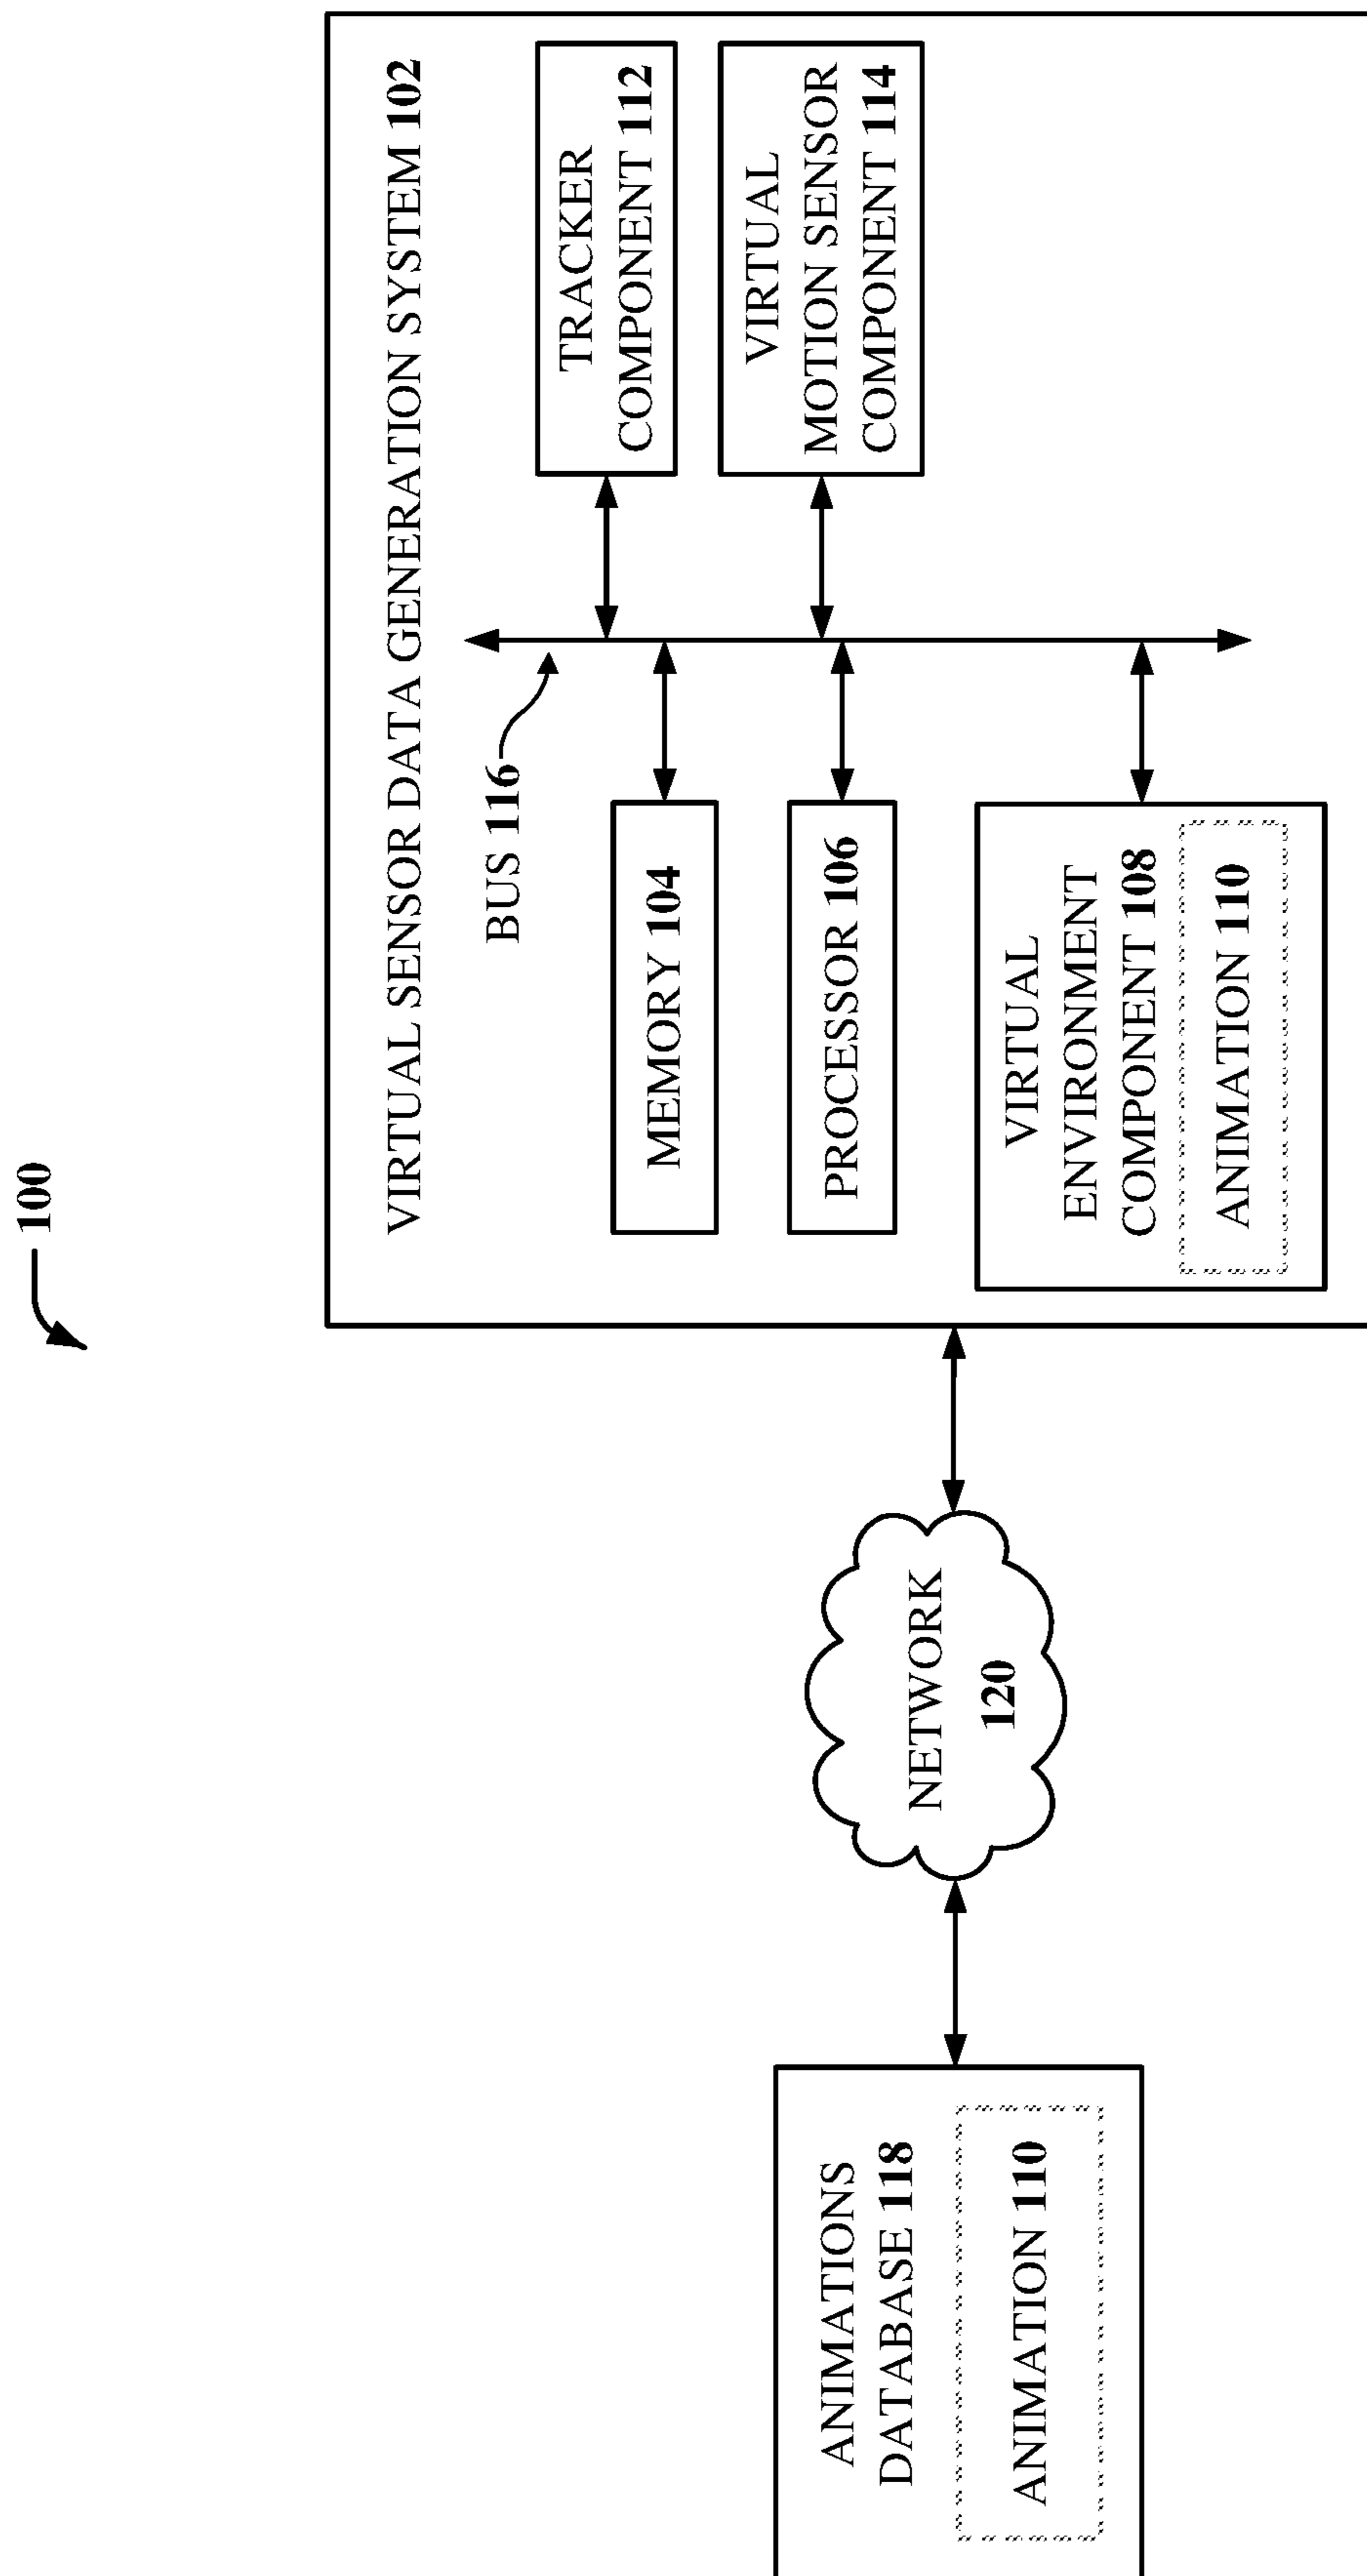 100
VIRTUAL SENSOR DATA GENERATION SYSTEM 102
BUS 116
MEMORY 104
PROCESSOR 106
VIRTUAL
ENVIRONMENT
COMPONENT 108
ANIMATION 110
TRACKER
COMPONENT 112
VIRTUAL
MOTION SENSOR
COMPONENT 114
NETWORK
120
ANIMATIONS
DATABASE 118
ANIMATION 110